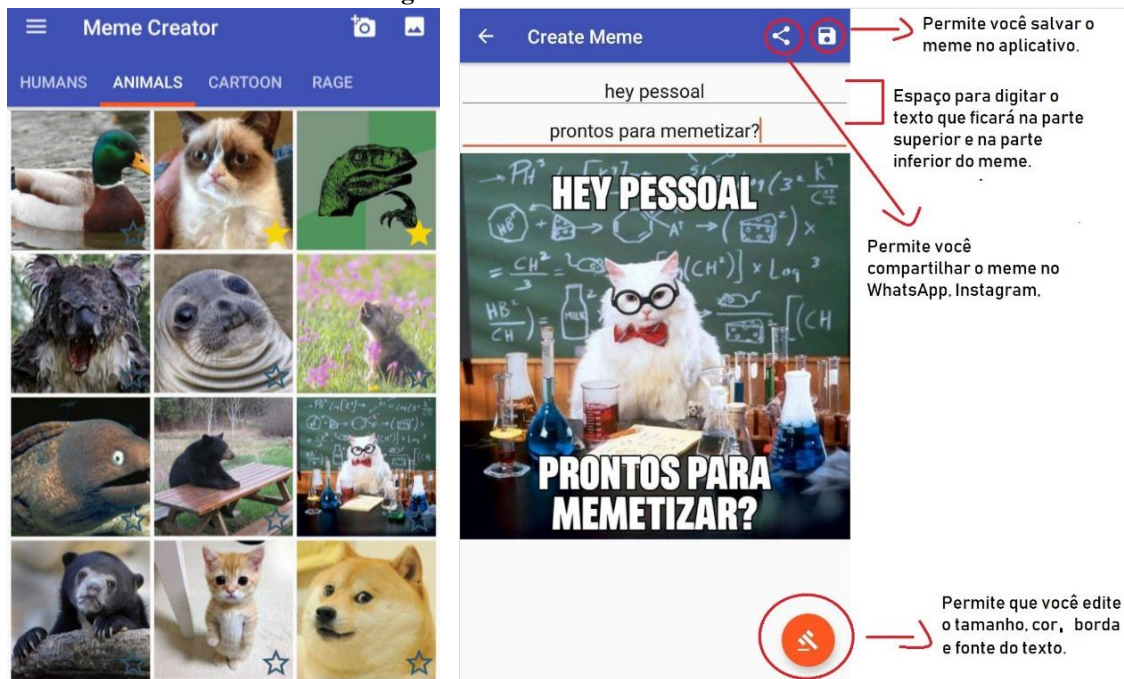 Meme Creator
HUMANS ANIMALS CARTOON RAGE
Create Meme
hey pessoal
prontos para memetizar?
HEY PESSOAL
PRONTOS PARA
MEMETIZAR?
Permite você salvar o
meme no aplicativo.
Espaço para digitar o
texto que ficará na parte
superior e na parte
inferior do meme.
Permite você
compartilhar o meme no
WhatsApp, Instagram,
Permite que você edite
o tamanho, cor, borda
e fonte do texto.